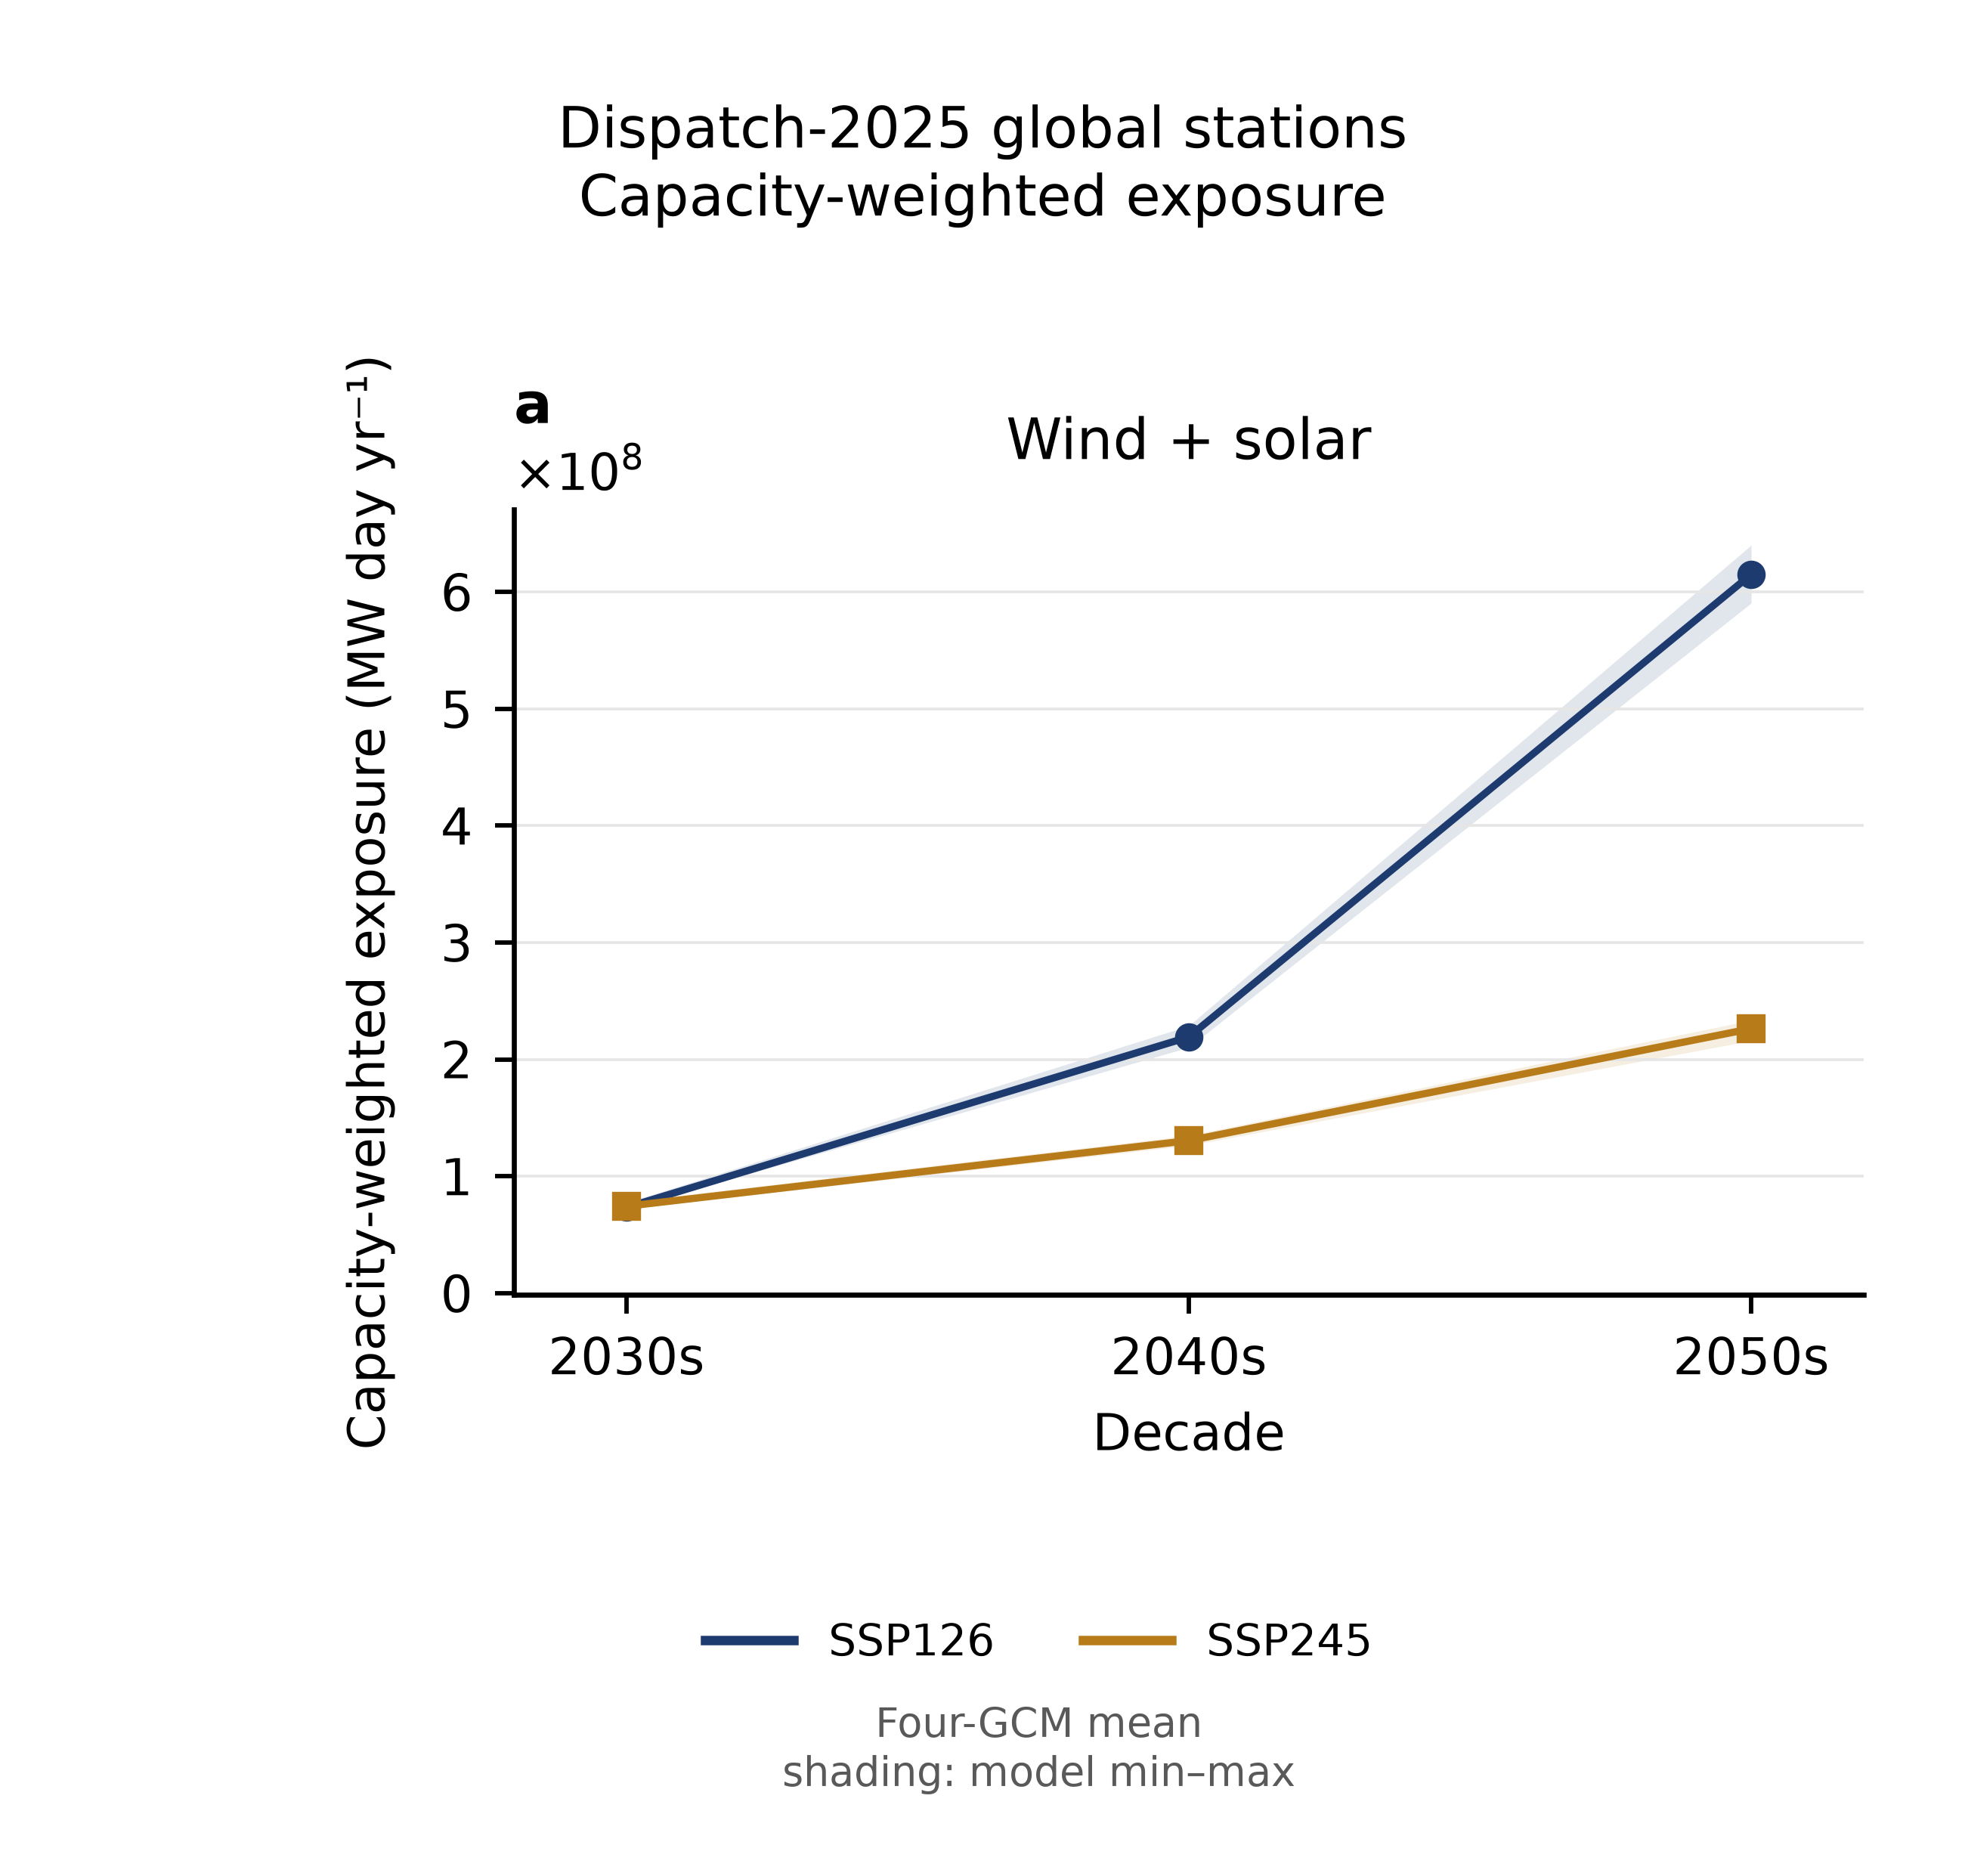 Dispatch-2025 global stations
Capacity-weighted exposure
a
×10⁸
Wind + solar
Capacity-weighted exposure (MW day yr⁻¹)
6
5
4
3
2
1
0
2030s 2040s 2050s
Decade
SSP126 SSP245
Four-GCM mean
shading: model min–max